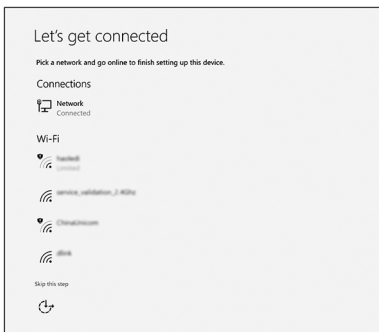 Let's get connected
Pick a network and go online to finish setting up this device.
Connections
Network
Connected
Wi-Fi
Limited
service_validation_2.4Ghz
ChinaUnicom
dlink
Skip this step